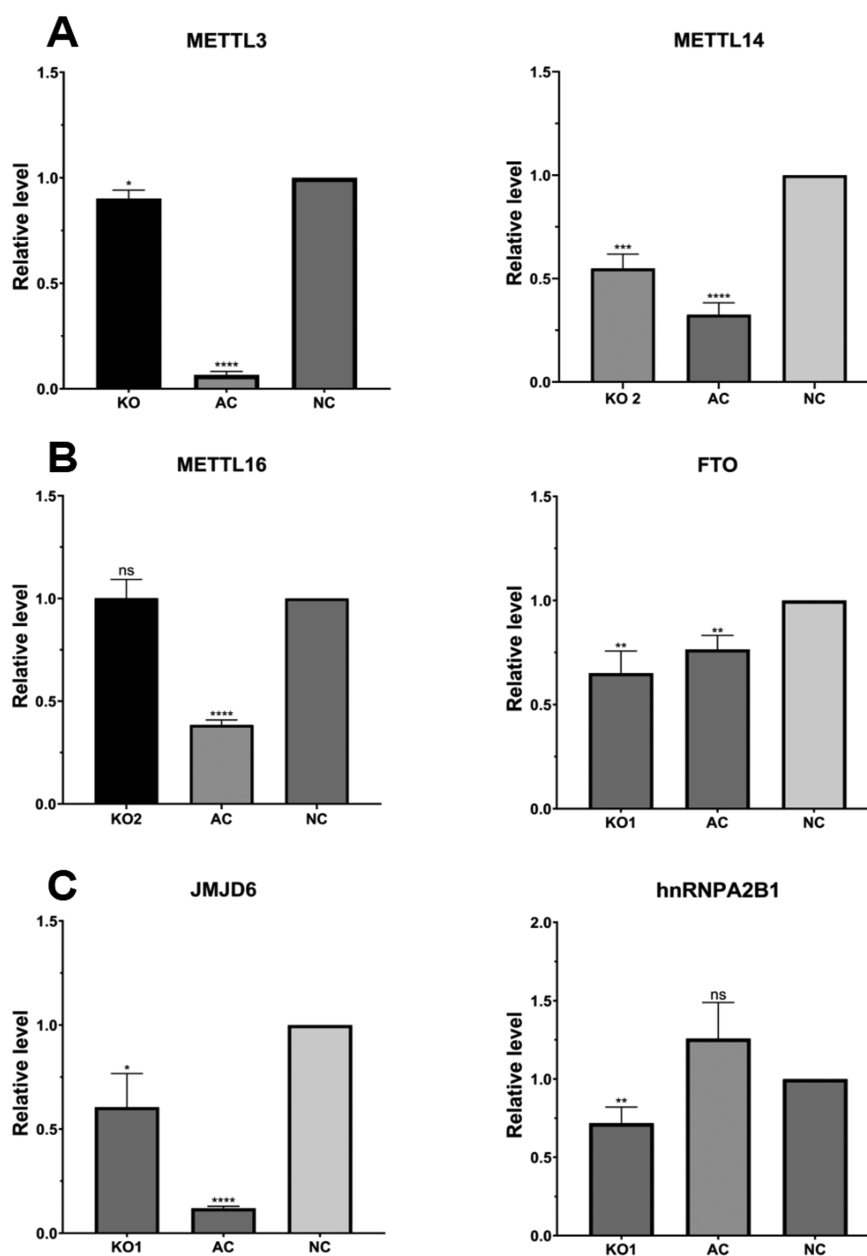 A
METTL3
Relative level
1.5
1.0
0.5
0.0
*
****
KO AC NC
METTL14
Relative level
1.5
1.0
0.5
0.0
***
****
KO 2 AC NC
B
METTL16
Relative level
1.5
1.0
0.5
0.0
ns
****
KO2 AC NC
FTO
Relative level
1.5
1.0
0.5
0.0
**
**
KO1 AC NC
C
JMJD6
Relative level
1.5
1.0
0.5
0.0
*
****
KO1 AC NC
hnRNPA2B1
Relative level
2.0
1.5
1.0
0.5
0.0
**
ns
KO1 AC NC